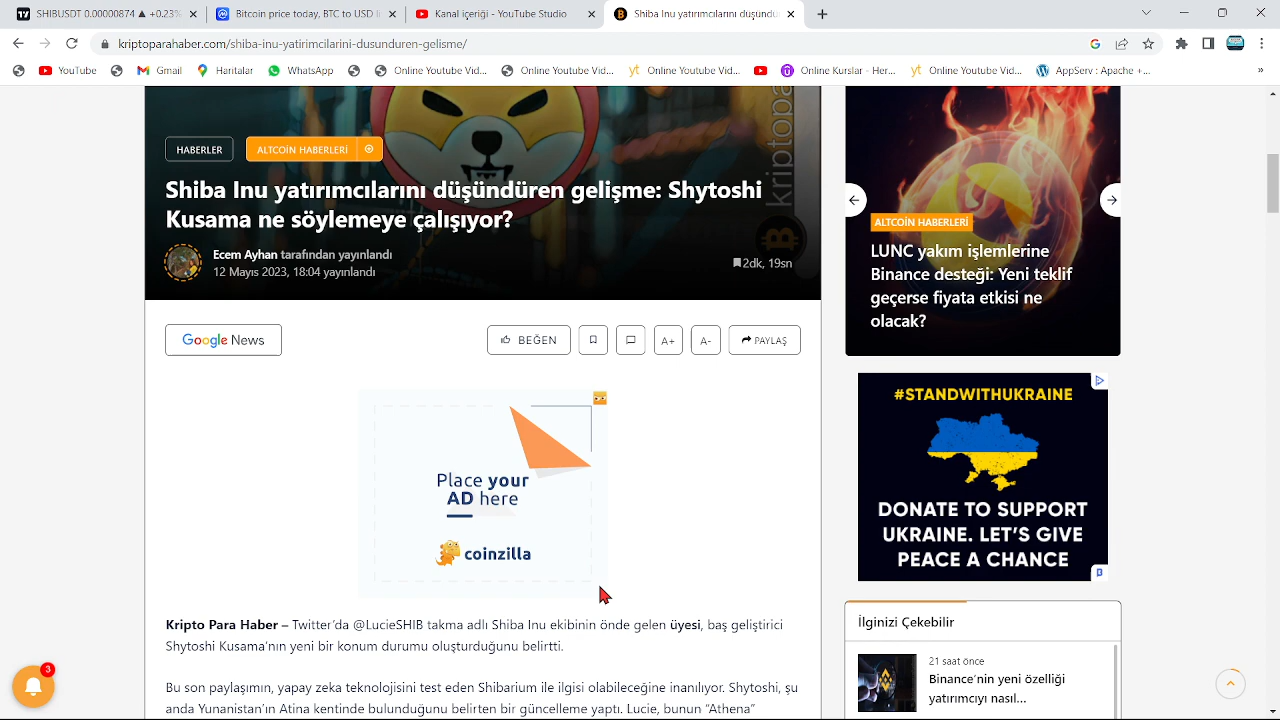 SHIBUSDT 0.00000874 ▲ +0.23%
Bitcoin price today, BTC to USD li
Kanal içeriği - YouTube Studio
Shiba Inu yatırımcılarını düşündü
kriptoparahaber.com/shiba-inu-yatirimcilarini-dusunduren-gelisme/
YouTube
Gmail
Haritalar
WhatsApp
Online Youtube Vid...
Online Youtube Vid...
Online Youtube Vid...
Online Kurslar - Her...
Online Youtube Vid...
AppServ : Apache +...
»
HABERLER
ALTCOİN HABERLERİ
kriptopa
Shiba Inu yatırımcılarını düşündüren gelişme: Shytoshi
Kusama ne söylemeye çalışıyor?
Ecem Aylın tarafından yayınlandı
12 Mayıs 2023, 18:04 yayınlandı
2dk, 19sn
Google News
BEĞEN
A+
A-
PAYLAŞ
Place your
AD here
coinzilla
Kripto Para Haber – Twitter’da @LucieSHIB takma adlı Shiba Inu ekibinin önde gelen üyesi, baş geliştirici
Shytoshi Kusama’nın yeni bir konum durumu oluşturduğunu belirtti.
Bu son paylaşımın yapay zeka teknolojisini test eden Shibarium ile ilgisi olabileceğine inanılıyor. Shytoshi, şu
anda Yunanistan’ın Atina kentinde bulunduğunu belirten bir güncelleme yaptı. Lucie, bunun “Athena”
3
ALTCOİN HABERLERİ
LUNC yakım işlemlerine
Binance desteği: Yeni teklif
geçerse fiyata etkisi ne
olacak?
#STANDWITHUKRAINE
DONATE TO SUPPORT
UKRAINE. LET’S GIVE
PEACE A CHANCE
İlginizi Çekebilir
21 saat önce
Binance’nin yeni özelliği
yatırımcıyı nasıl...